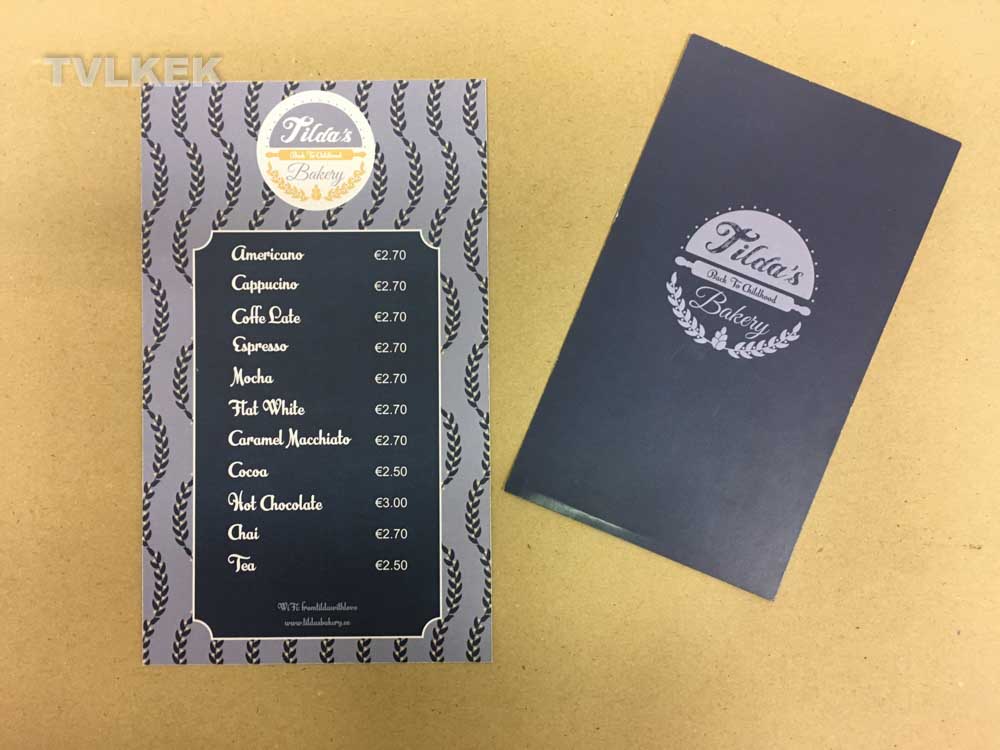 TVLKEK
Tilda's
Back To Childhood
Bakery
Americano €2.70
Cappucino €2.70
Coffe Late €2.70
Espresso €2.70
Mocha €2.70
Flat White €2.70
Caramel Macchiato €2.70
Cocoa €2.50
Hot Chocolate €3.00
Chai €2.70
Tea €2.50
WiFi: fromtildawithlove
www.tildasbakery.ee
Tilda's
Back To Childhood
Bakery